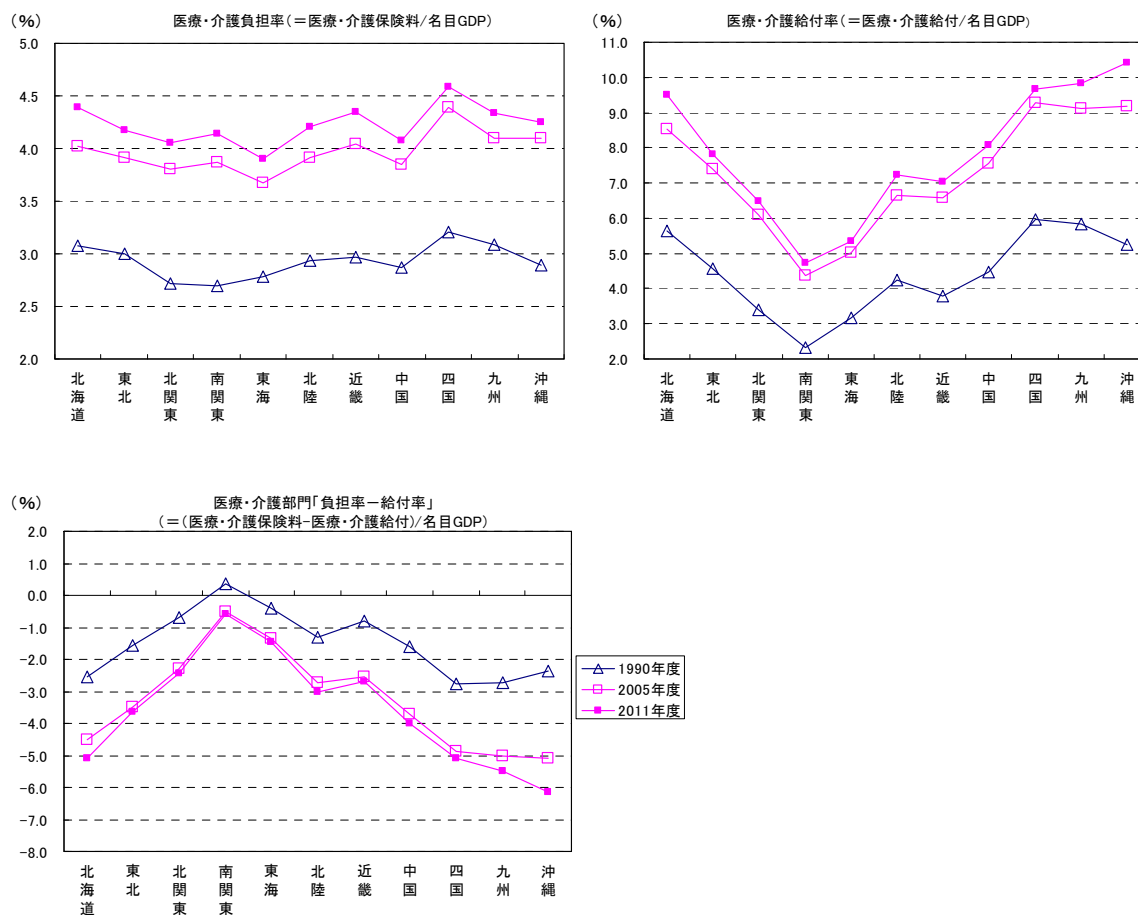 (%)
医療・介護負担率(=医療・介護保険料/名目GDP)
5.0
4.5
4.0
3.5
3.0
2.5
2.0
北海道
東北
北関東
南関東
東海
北陸
近畿
中国
四国
九州
沖縄
(%)
医療・介護給付率(=医療・介護給付/名目GDP)
11.0
10.0
9.0
8.0
7.0
6.0
5.0
4.0
3.0
2.0
北海道
東北
北関東
南関東
東海
北陸
近畿
中国
四国
九州
沖縄
(%)
医療・介護部門「負担率-給付率」
(=(医療・介護保険料-医療・介護給付)/名目GDP)
2.0
1.0
0.0
-1.0
-2.0
-3.0
-4.0
-5.0
-6.0
-7.0
-8.0
北海道
東北
北関東
南関東
東海
北陸
近畿
中国
四国
九州
沖縄
1990年度
2005年度
2011年度